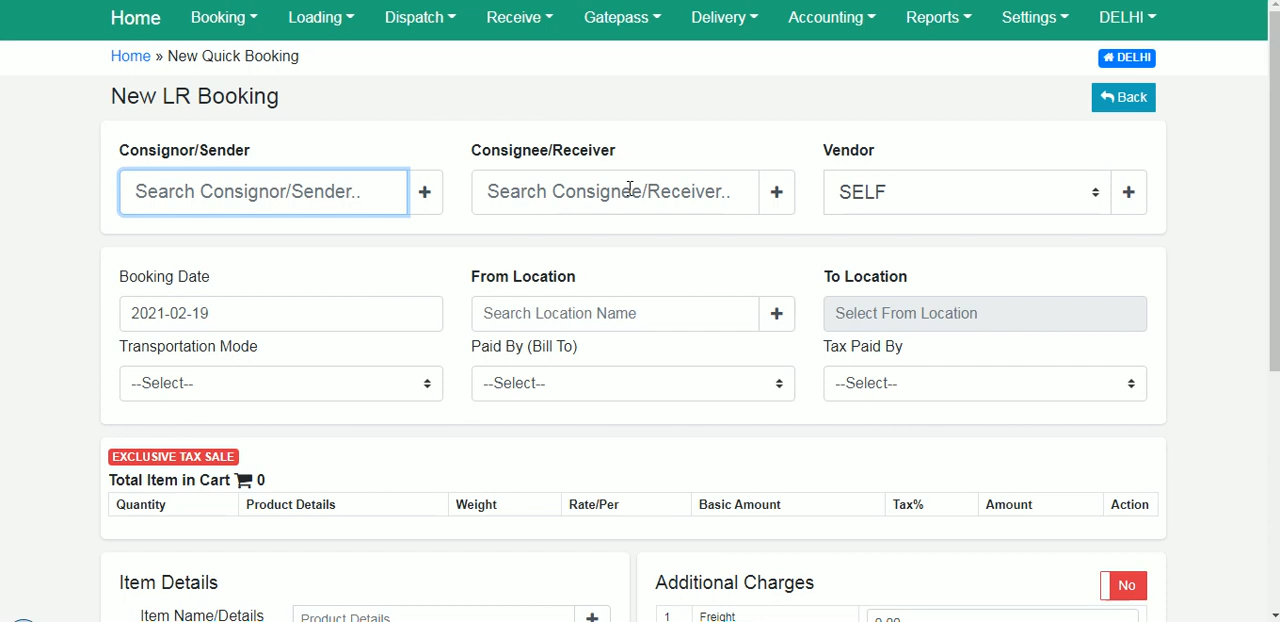 Home Booking Loading Dispatch Receive Gatepass Delivery Accounting Reports Settings DELHI
Home » New Quick Booking DELHI
New LR Booking Back
Consignor/Sender Consignee/Receiver Vendor
Search Consignor/Sender.. + Search Consignee/Receiver.. + SELF +
Booking Date From Location To Location
2021-02-19 Search Location Name + Select From Location
Transportation Mode Paid By (Bill To) Tax Paid By
--Select-- --Select-- --Select--
EXCLUSIVE TAX SALE
Total Item in Cart 0
Quantity Product Details Weight Rate/Per Basic Amount Tax% Amount Action
Item Details Additional Charges No
Item Name/Details Product Details + 1 Freight 0.00